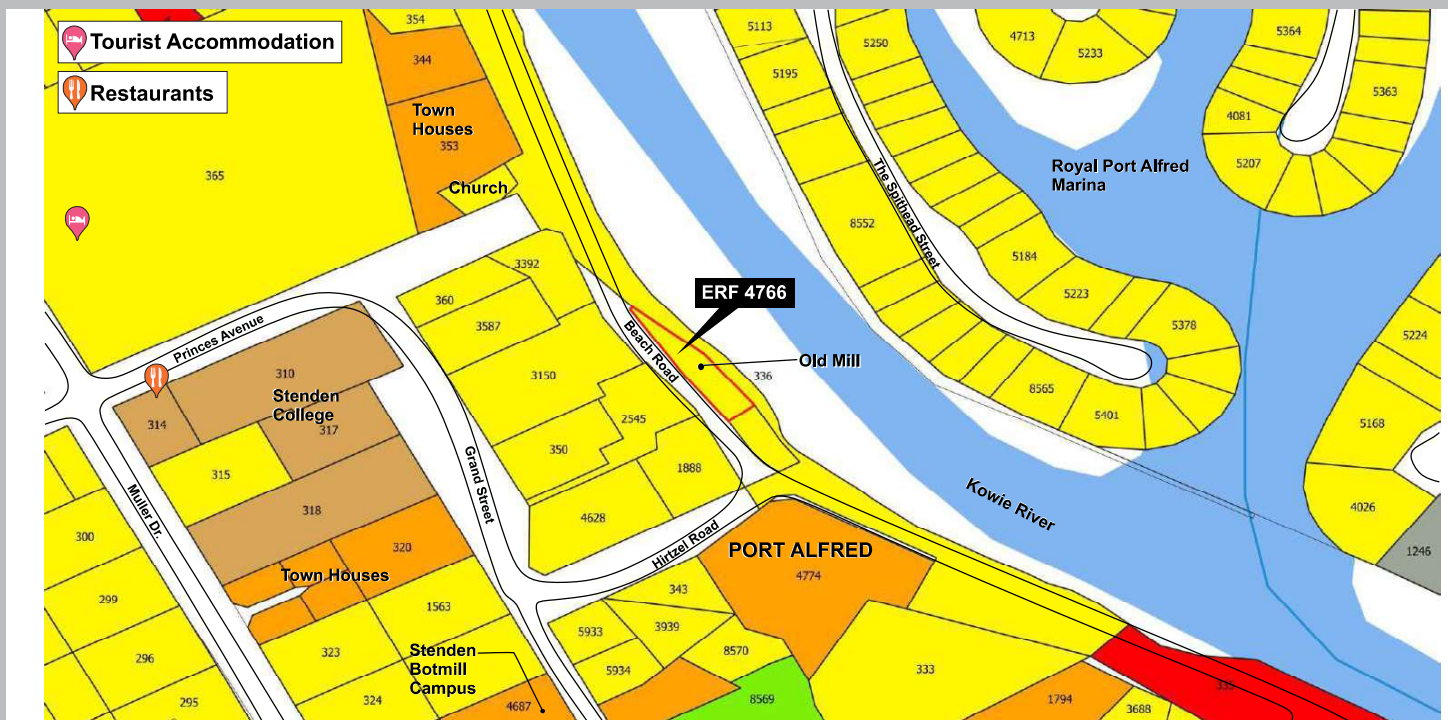 Tourist Accommodation
Restaurants
354
344
Town
Houses
353
365
Church
3392
360
3587
Princes Avenue
310
Stenden
College
314
317
315
318
320
Town Houses
Muller Dr.
Grand Street
300
299
296
295
323
324
1563
Stenden
Botmill
Campus
4687
3150
350
2545
1888
4628
Hirtzel Road
Beach Road
ERF 4766
Old Mill
336
PORT ALFRED
4774
343
3939
5933
5934
8570
8569
333
1794
3688
335
Kowie River
5113
5195
5250
8552
The Spithead Street
5184
5223
5378
8565
5401
4713
5233
Royal Port Alfred
Marina
5364
5363
4081
5207
5224
5168
4026
1246